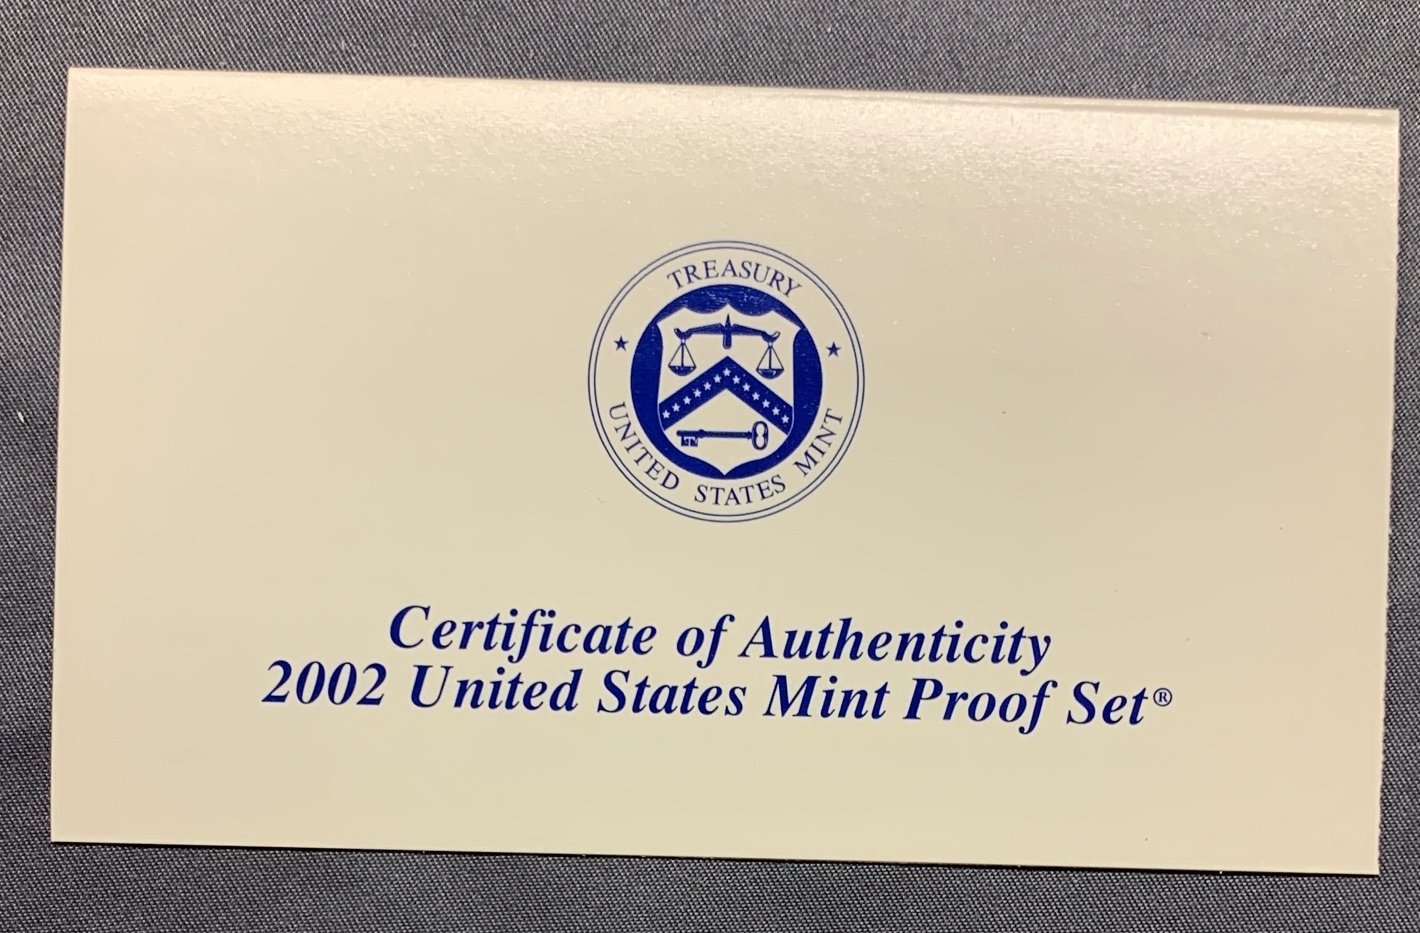 TREASURY
UNITED STATES MINT
Certificate of Authenticity
2002 United States Mint Proof Set®